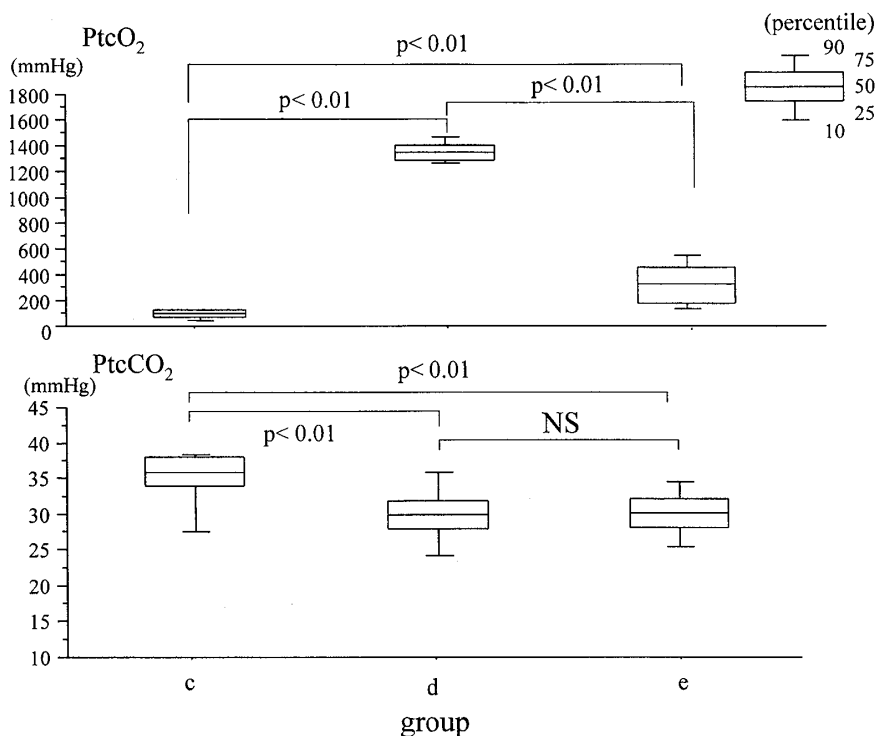 PtcO₂
(percentile)
(mmHg)
p< 0.01
90
75
50
25
10
p< 0.01
p< 0.01
1800
1600
1400
1200
1000
800
600
400
200
0
PtcCO₂
(mmHg)
p< 0.01
p< 0.01
NS
45
40
35
30
25
20
15
10
c
d
e
group